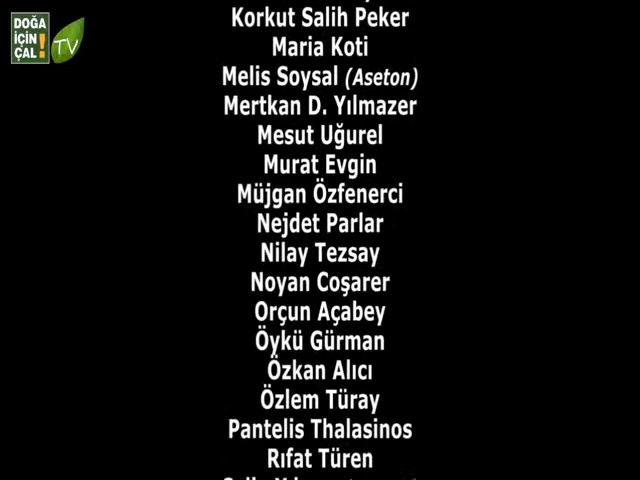 DOĞA
İÇİN
ÇAL!
TV
Korkut Salih Peker
Maria Koti
Melis Soysal (Aseton)
Mertkan D. Yılmazer
Mesut Uğurel
Murat Evgin
Müjgan Özfenerci
Nejdet Parlar
Nilay Tezsay
Noyan Coşarer
Orçun Açabey
Öykü Gürman
Özkan Alıcı
Özlem Türay
Pantelis Thalasinos
Rıfat Türen